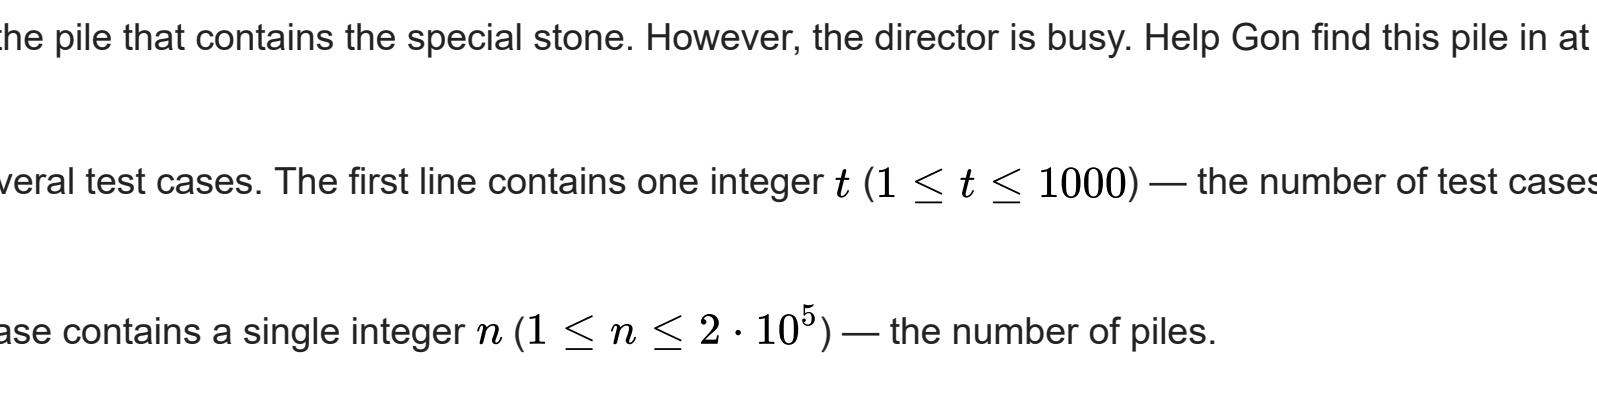 the pile that contains the special stone. However, the director is busy. Help Gon find this pile in at
veral test cases. The first line contains one integer t (1 ≤ t ≤ 1000) — the number of test cases
ase contains a single integer n (1 ≤ n ≤ 2 · 10⁵) — the number of piles.